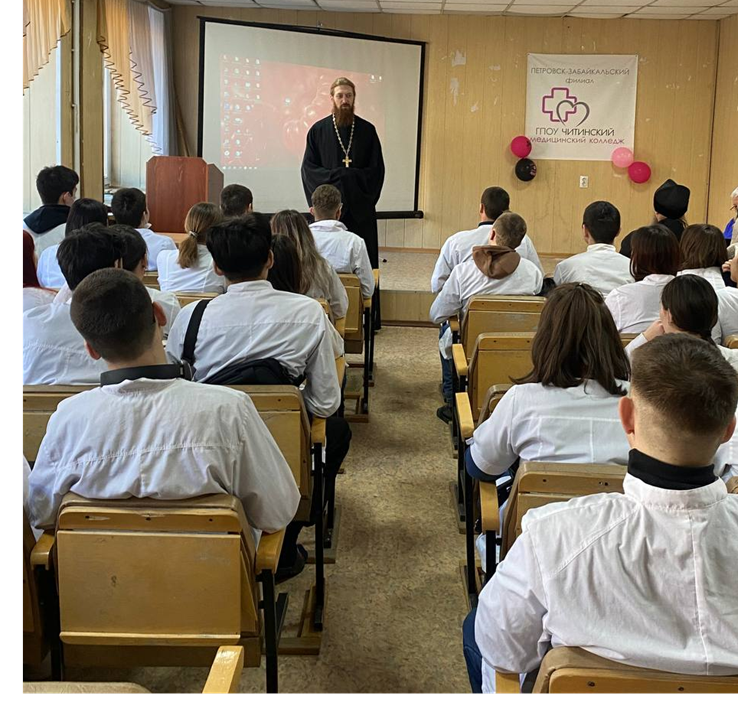 ПЕТРОВСК-ЗАБАЙКАЛЬСКИЙ
филиал
ГПОУ ЧИТИНСКИЙ
МЕДИЦИНСКИЙ КОЛЛЕДЖ